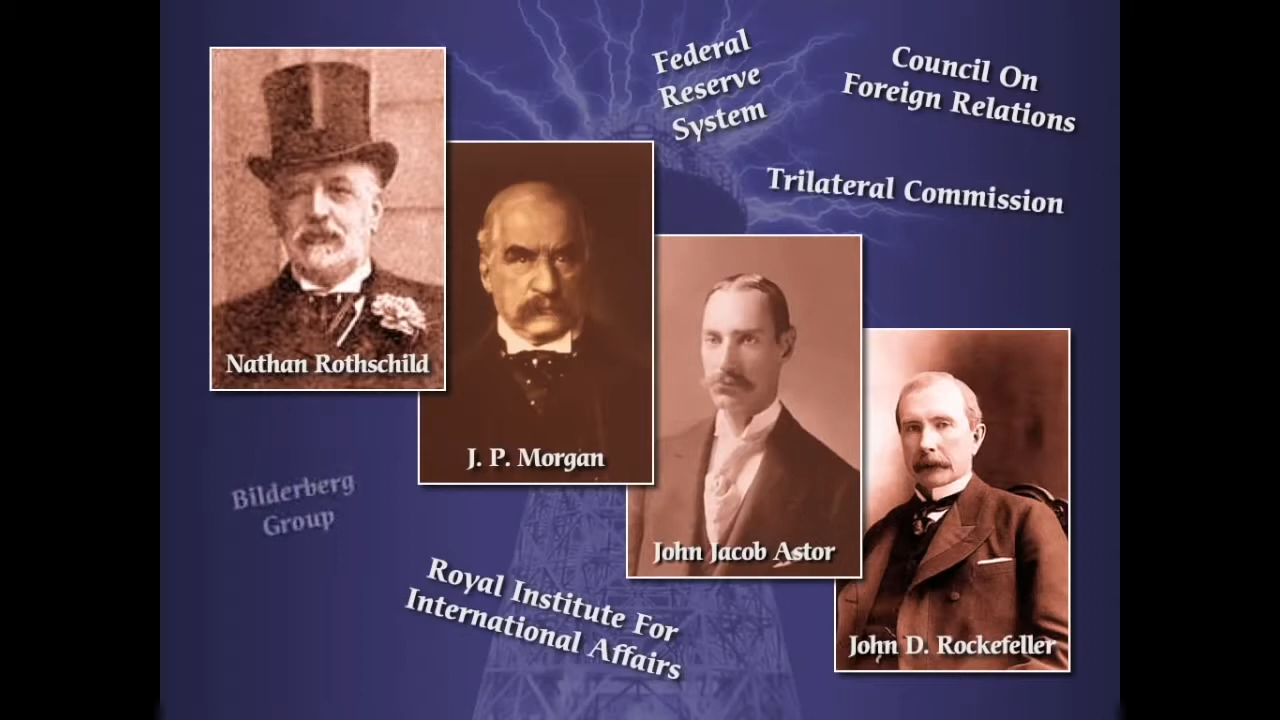 Federal
Reserve
System
Council On
Foreign Relations
Trilateral Commission
Nathan Rothschild
J. P. Morgan
John Jacob Astor
John D. Rockefeller
Bilderberg
Group
Royal Institute For
International Affairs